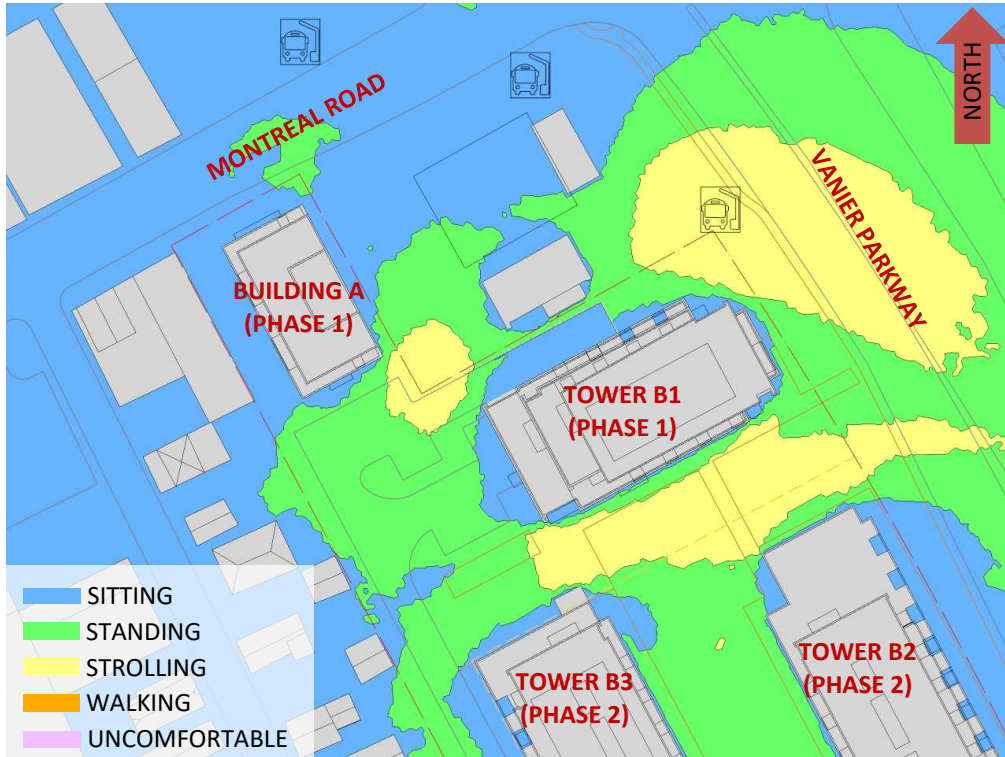 NORTH
MONTREAL ROAD
VANIER PARKWAY
BUILDING A
(PHASE 1)
TOWER B1
(PHASE 1)
TOWER B2
(PHASE 2)
TOWER B3
(PHASE 2)
SITTING
STANDING
STROLLING
WALKING
UNCOMFORTABLE